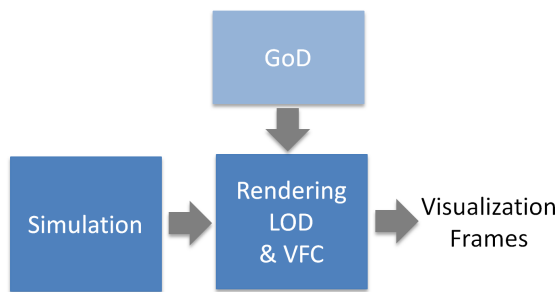 GoD
Simulation
Rendering
LOD
& VFC
Visualization
Frames